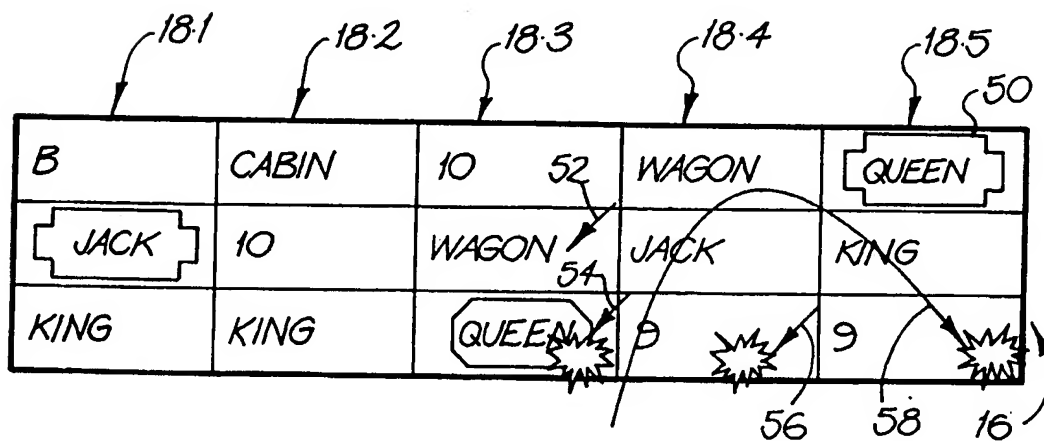 18·1 18·2 18·3 18·4 18·5
50
B CABIN 10 WAGON QUEEN
52
JACK 10 WAGON JACK KING
54
KING KING QUEEN 9 9
56 58 16